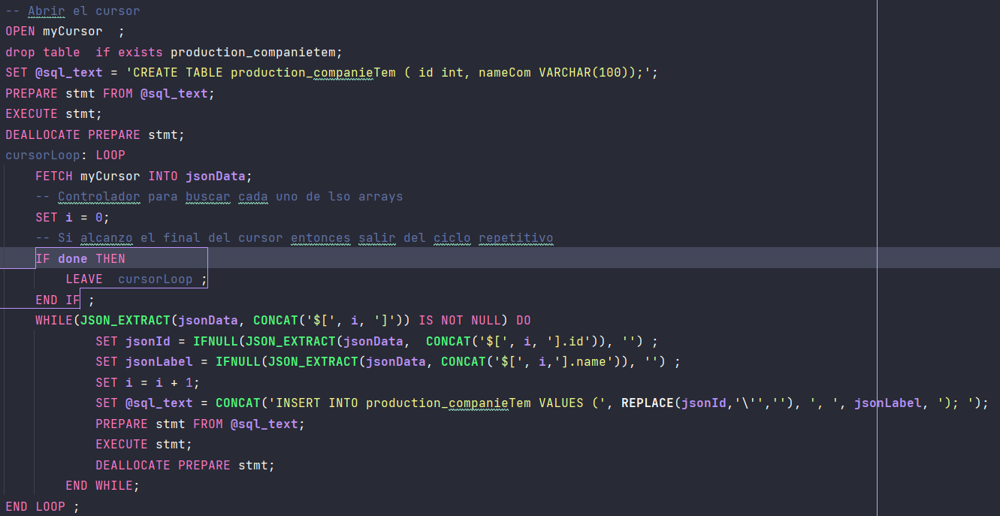 -- Abrir el cursor
OPEN myCursor  ;
drop table  if exists production_companietem;
SET @sql_text = 'CREATE TABLE production_companieTem ( id int, nameCom VARCHAR(100));';
PREPARE stmt FROM @sql_text;
EXECUTE stmt;
DEALLOCATE PREPARE stmt;
cursorLoop: LOOP
    FETCH myCursor INTO jsonData;
    -- Controlador para buscar cada uno de lso arrays
    SET i = 0;
    -- Si alcanzo el final del cursor entonces salir del ciclo repetitivo
    IF done THEN
        LEAVE  cursorLoop ;
    END IF ;
    WHILE(JSON_EXTRACT(jsonData, CONCAT('$[', i, ']')) IS NOT NULL) DO
            SET jsonId = IFNULL(JSON_EXTRACT(jsonData,  CONCAT('$[', i, '].id')), '') ;
            SET jsonLabel = IFNULL(JSON_EXTRACT(jsonData, CONCAT('$[', i,'].name')), '') ;
            SET i = i + 1;
            SET @sql_text = CONCAT('INSERT INTO production_companieTem VALUES (', REPLACE(jsonId,'\'',''), ', ', jsonLabel, '); ');
            PREPARE stmt FROM @sql_text;
            EXECUTE stmt;
            DEALLOCATE PREPARE stmt;
        END WHILE;
END LOOP ;